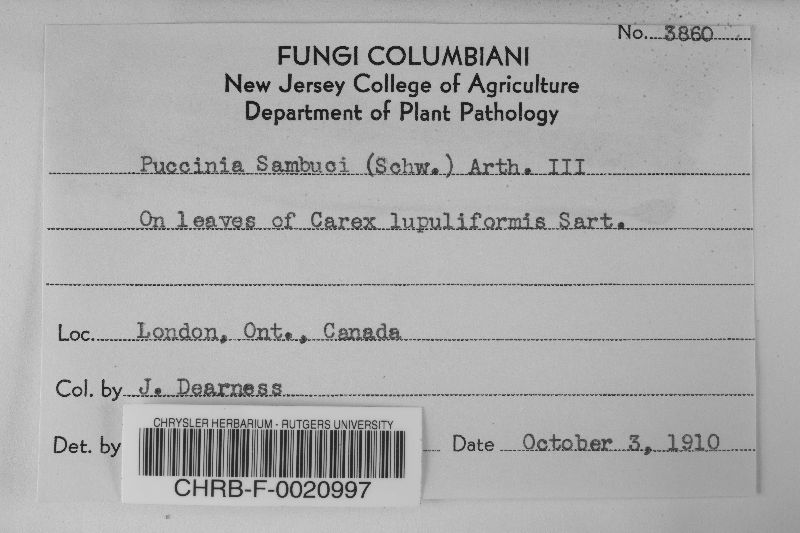 No. 3860
FUNGI COLUMBIANI
New Jersey College of Agriculture
Department of Plant Pathology
Puccinia Sambuci (Schw.) Arth. III
On leaves of Carex lupuliformis Sart.
Loc. London, Ont., Canada
Col. by J. Dearness
Det. by
Date October 3, 1910
CHRYSLER HERBARIUM - RUTGERS UNIVERSITY
CHRB-F-0020997